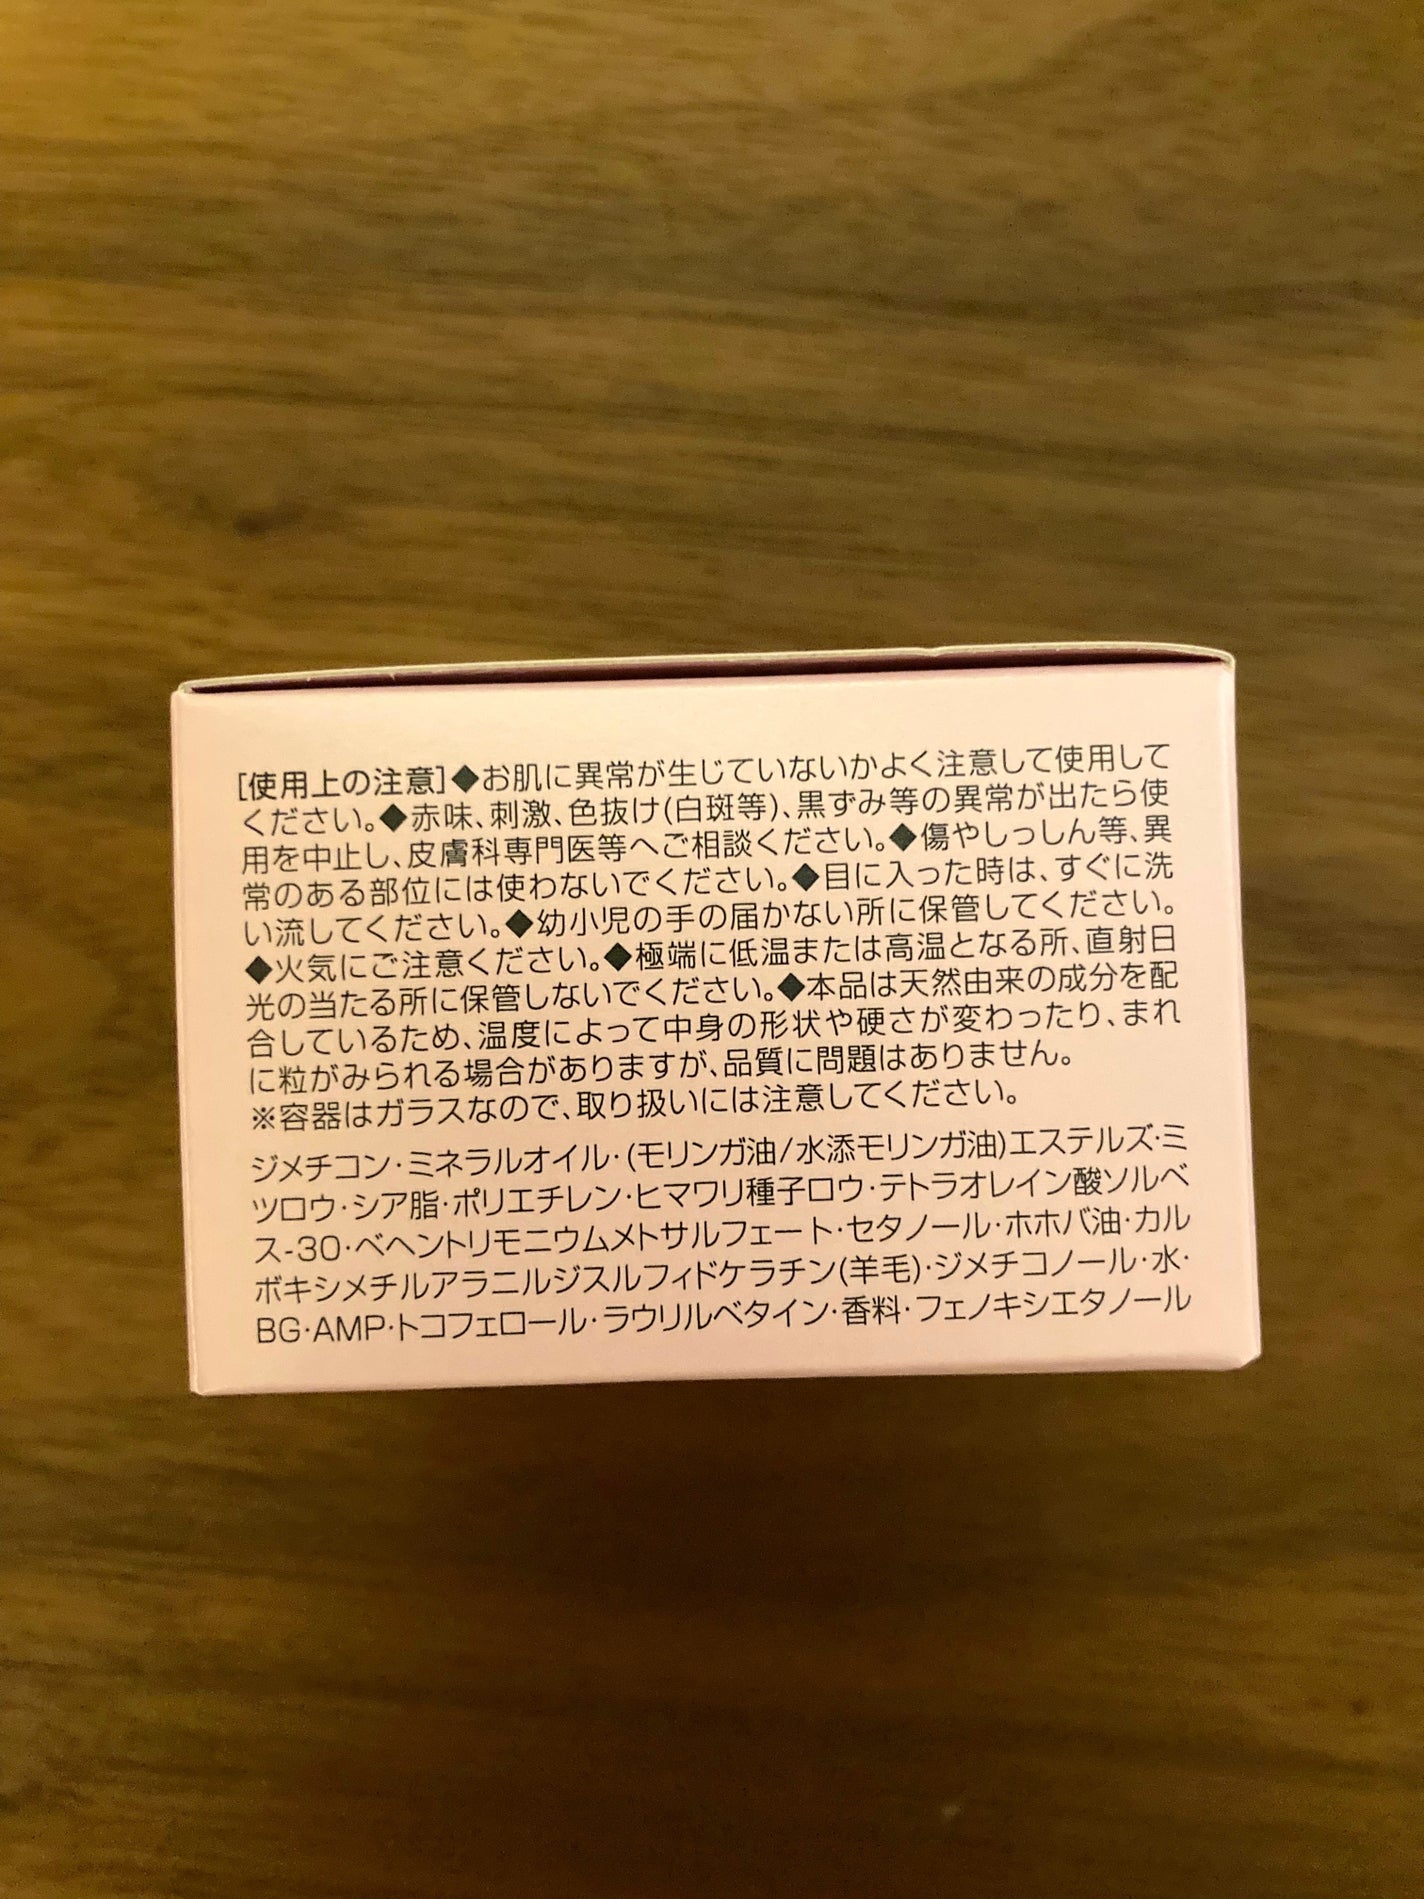 [使用上の注意]◆お肌に異常が生じていないかよく注意して使用して
ください。◆赤味、刺激、色抜け(白斑等)、黒ずみ等の異常が出たら使
用を中止し、皮膚科専門医等へご相談ください。◆傷やしっしん等、異
常のある部位には使わないでください。◆目に入った時は、すぐに洗
い流してください。◆幼小児の手の届かない所に保管してください。
◆火気にご注意ください。◆極端に低温または高温となる所、直射日
光の当たる所に保管しないでください。◆本品は天然由来の成分を配
合しているため、温度によって中身の形状や硬さが変わったり、まれ
に粒がみられる場合がありますが、品質に問題はありません。
※容器はガラスなので、取り扱いには注意してください。
ジメチコン・ミネラルオイル・(モリンガ油/水添モリンガ油)エステルズ・ミ
ツロウ・シア脂・ポリエチレン・ヒマワリ種子ロウ・テトラオレイン酸ソルベ
ス-30・ベヘントリモニウムメトサルフェート・セタノール・ホホバ油・カル
ボキシメチルアラニルジスルフィドケラチン(羊毛)・ジメチコノール・水・
BG・AMP・トコフェロール・ラウリルベタイン・香料・フェノキシエタノール